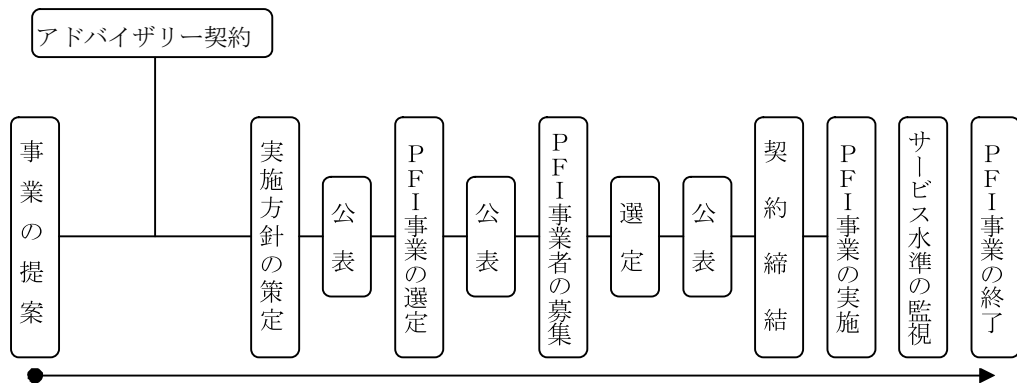 アドバイザリー契約
事業の提案
実施方針の策定
公表
PFI事業の選定
公表
PFI事業者の募集
選定
公表
契約締結
PFI事業の実施
サービス水準の監視
PFI事業の終了